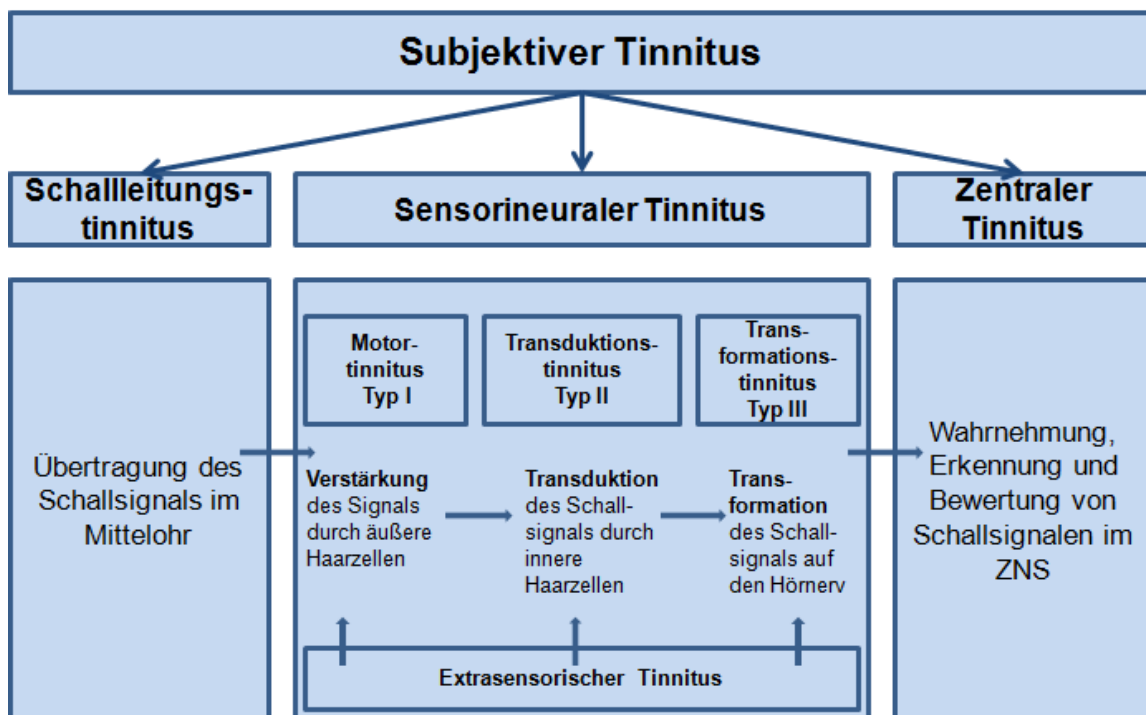 Subjektiver Tinnitus
Schallleitungs-
tinnitus
Sensorineuraler Tinnitus
Zentraler
Tinnitus
Übertragung des
Schallsignals im
Mittelohr
Motor-
tinnitus
Typ I
Transduktions-
tinnitus
Typ II
Trans-
formations-
tinnitus
Typ III
Verstärkung
des Signals
durch äußere
Haarzellen
Transduktion
des Schall-
signals durch
innere
Haarzellen
Trans-
formation
des Schall-
signals auf
den Hörnerv
Extrasensorischer Tinnitus
Wahrnehmung,
Erkennung und
Bewertung von
Schallsignalen im
ZNS